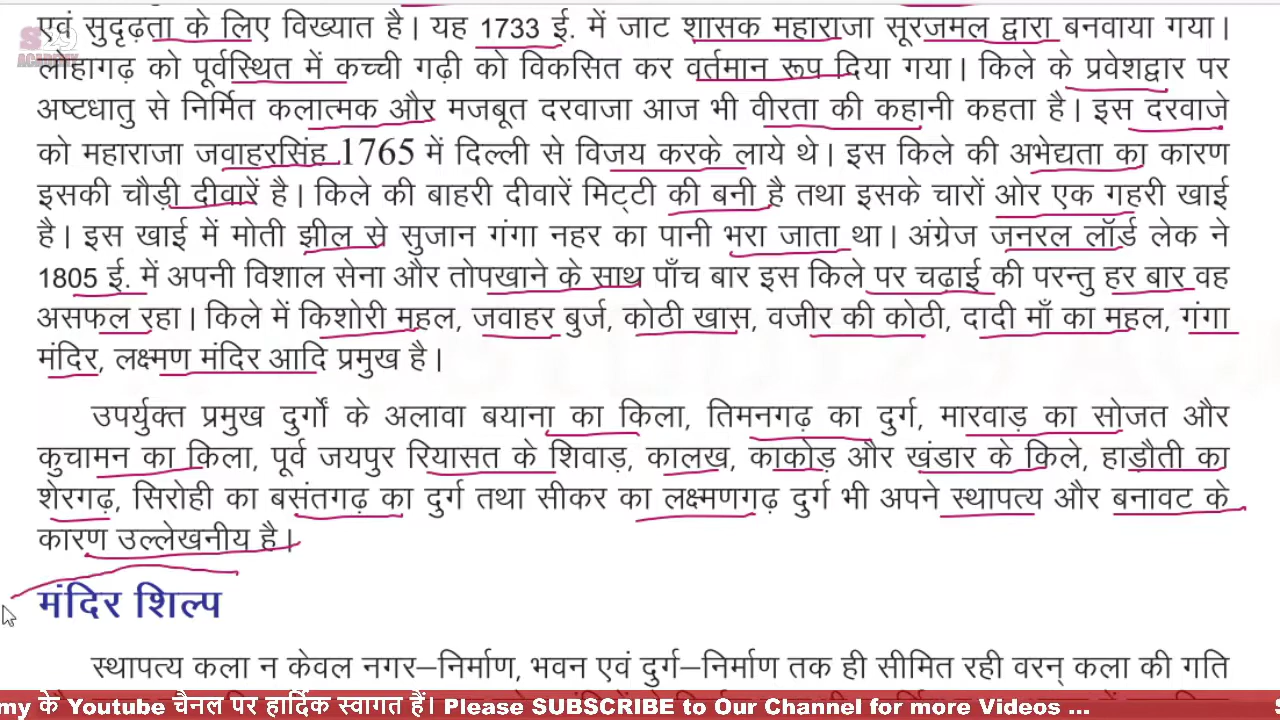 S29
ACADEMY
एवं सुदृढ़ता के लिए विख्यात है। यह 1733 ई. में जाट शासक महाराजा सूरजमल द्वारा बनवाया गया।
लोहागढ़ को पूर्वस्थित में कच्ची गढ़ी को विकसित कर वर्तमान रूप दिया गया। किले के प्रवेशद्वार पर
अष्टधातु से निर्मित कलात्मक और मजबूत दरवाजा आज भी वीरता की कहानी कहता है। इस दरवाजे
को महाराजा जवाहरसिंह 1765 में दिल्ली से विजय करके लाये थे। इस किले की अभेद्यता का कारण
इसकी चौड़ी दीवारें है। किले की बाहरी दीवारें मिट्टी की बनी है तथा इसके चारों ओर एक गहरी खाई
है। इस खाई में मोती झील से सुजान गंगा नहर का पानी भरा जाता था। अंग्रेज जनरल लॉर्ड लेक ने
1805 ई. में अपनी विशाल सेना और तोपखाने के साथ पाँच बार इस किले पर चढ़ाई की परन्तु हर बार वह
असफल रहा। किले में किशोरी महल, जवाहर बुर्ज, कोठी खास, वजीर की कोठी, दादी माँ का महल, गंगा
मंदिर, लक्ष्मण मंदिर आदि प्रमुख है।
उपर्युक्त प्रमुख दुर्गों के अलावा बयाना का किला, तिमनगढ़ का दुर्ग, मारवाड़ का सोजत और
कुचामन का किला, पूर्व जयपुर रियासत के शिवाड़, कालख, काकोड़ और खंडार के किले, हाड़ौती का
शेरगढ़, सिरोही का बसंतगढ़ का दुर्ग तथा सीकर का लक्ष्मणगढ़ दुर्ग भी अपने स्थापत्य और बनावट के
कारण उल्लेखनीय है।
मंदिर शिल्प
स्थापत्य कला न केवल नगर–निर्माण, भवन एवं दुर्ग–निर्माण तक ही सीमित रही वरन् कला की गति
my के Youtube चैनल पर हार्दिक स्वागत हैं। Please SUBSCRIBE to Our Channel for more Videos ...